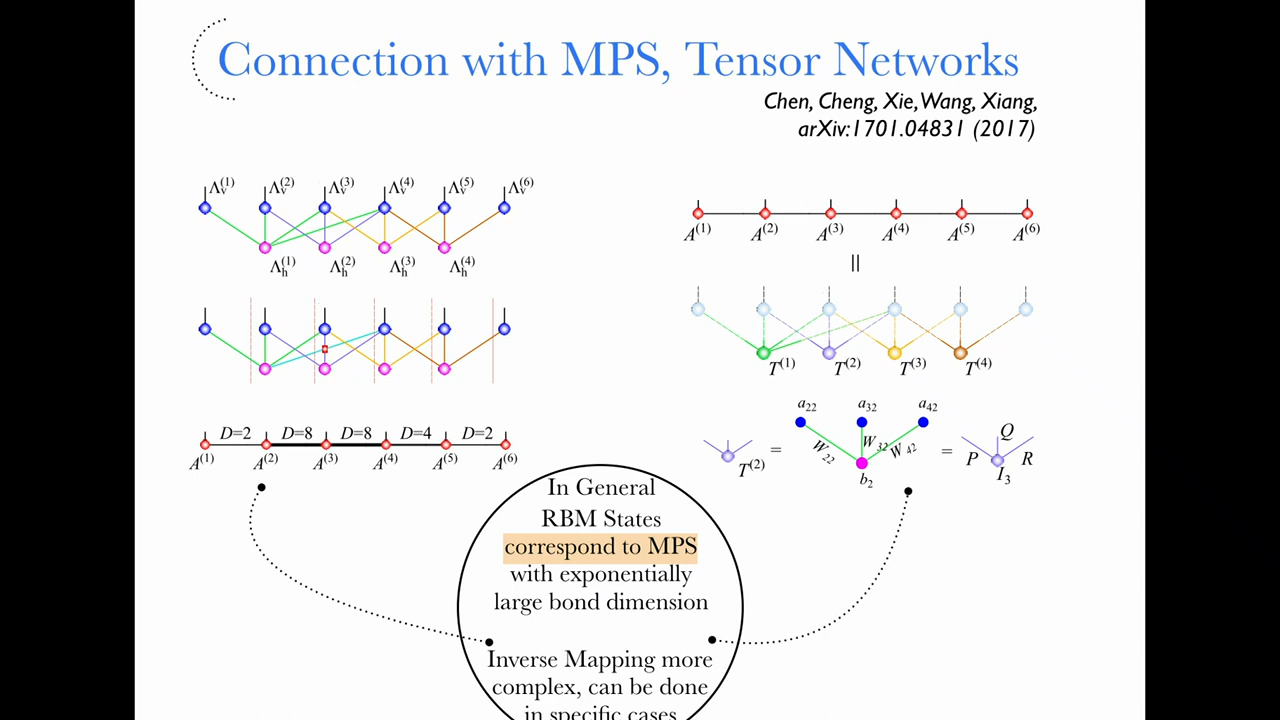 Connection with MPS, Tensor Networks
Chen, Cheng, Xie, Wang, Xiang,
arXiv:1701.04831 (2017)
Λv(1) Λv(2) Λv(3) Λv(4) Λv(5) Λv(6)
Λh(1) Λh(2) Λh(3) Λh(4)
D=2 D=8 D=8 D=4 D=2
A(1) A(2) A(3) A(4) A(5) A(6)
A(1) A(2) A(3) A(4) A(5) A(6)
=
T(1) T(2) T(3) T(4)
a22 a32 a42
T(2) = W22 W32 W42 = P Q R
b2 I3
In General
RBM States
correspond to MPS
with exponentially
large bond dimension
Inverse Mapping more
complex, can be done
in specific cases